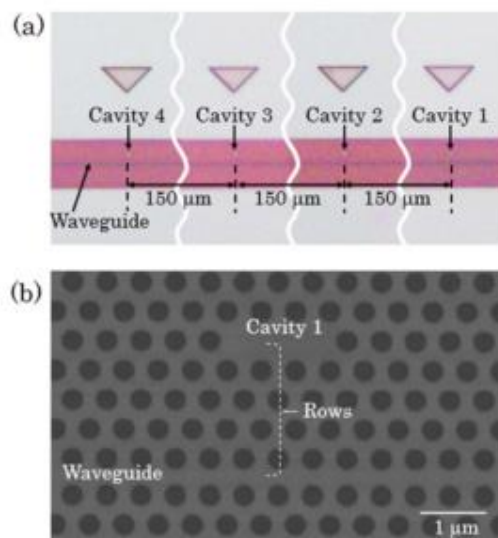 (a)
Cavity 4 Cavity 3 Cavity 2 Cavity 1
150 μm 150 μm 150 μm
Waveguide
(b)
Cavity 1
Rows
Waveguide
1 μm